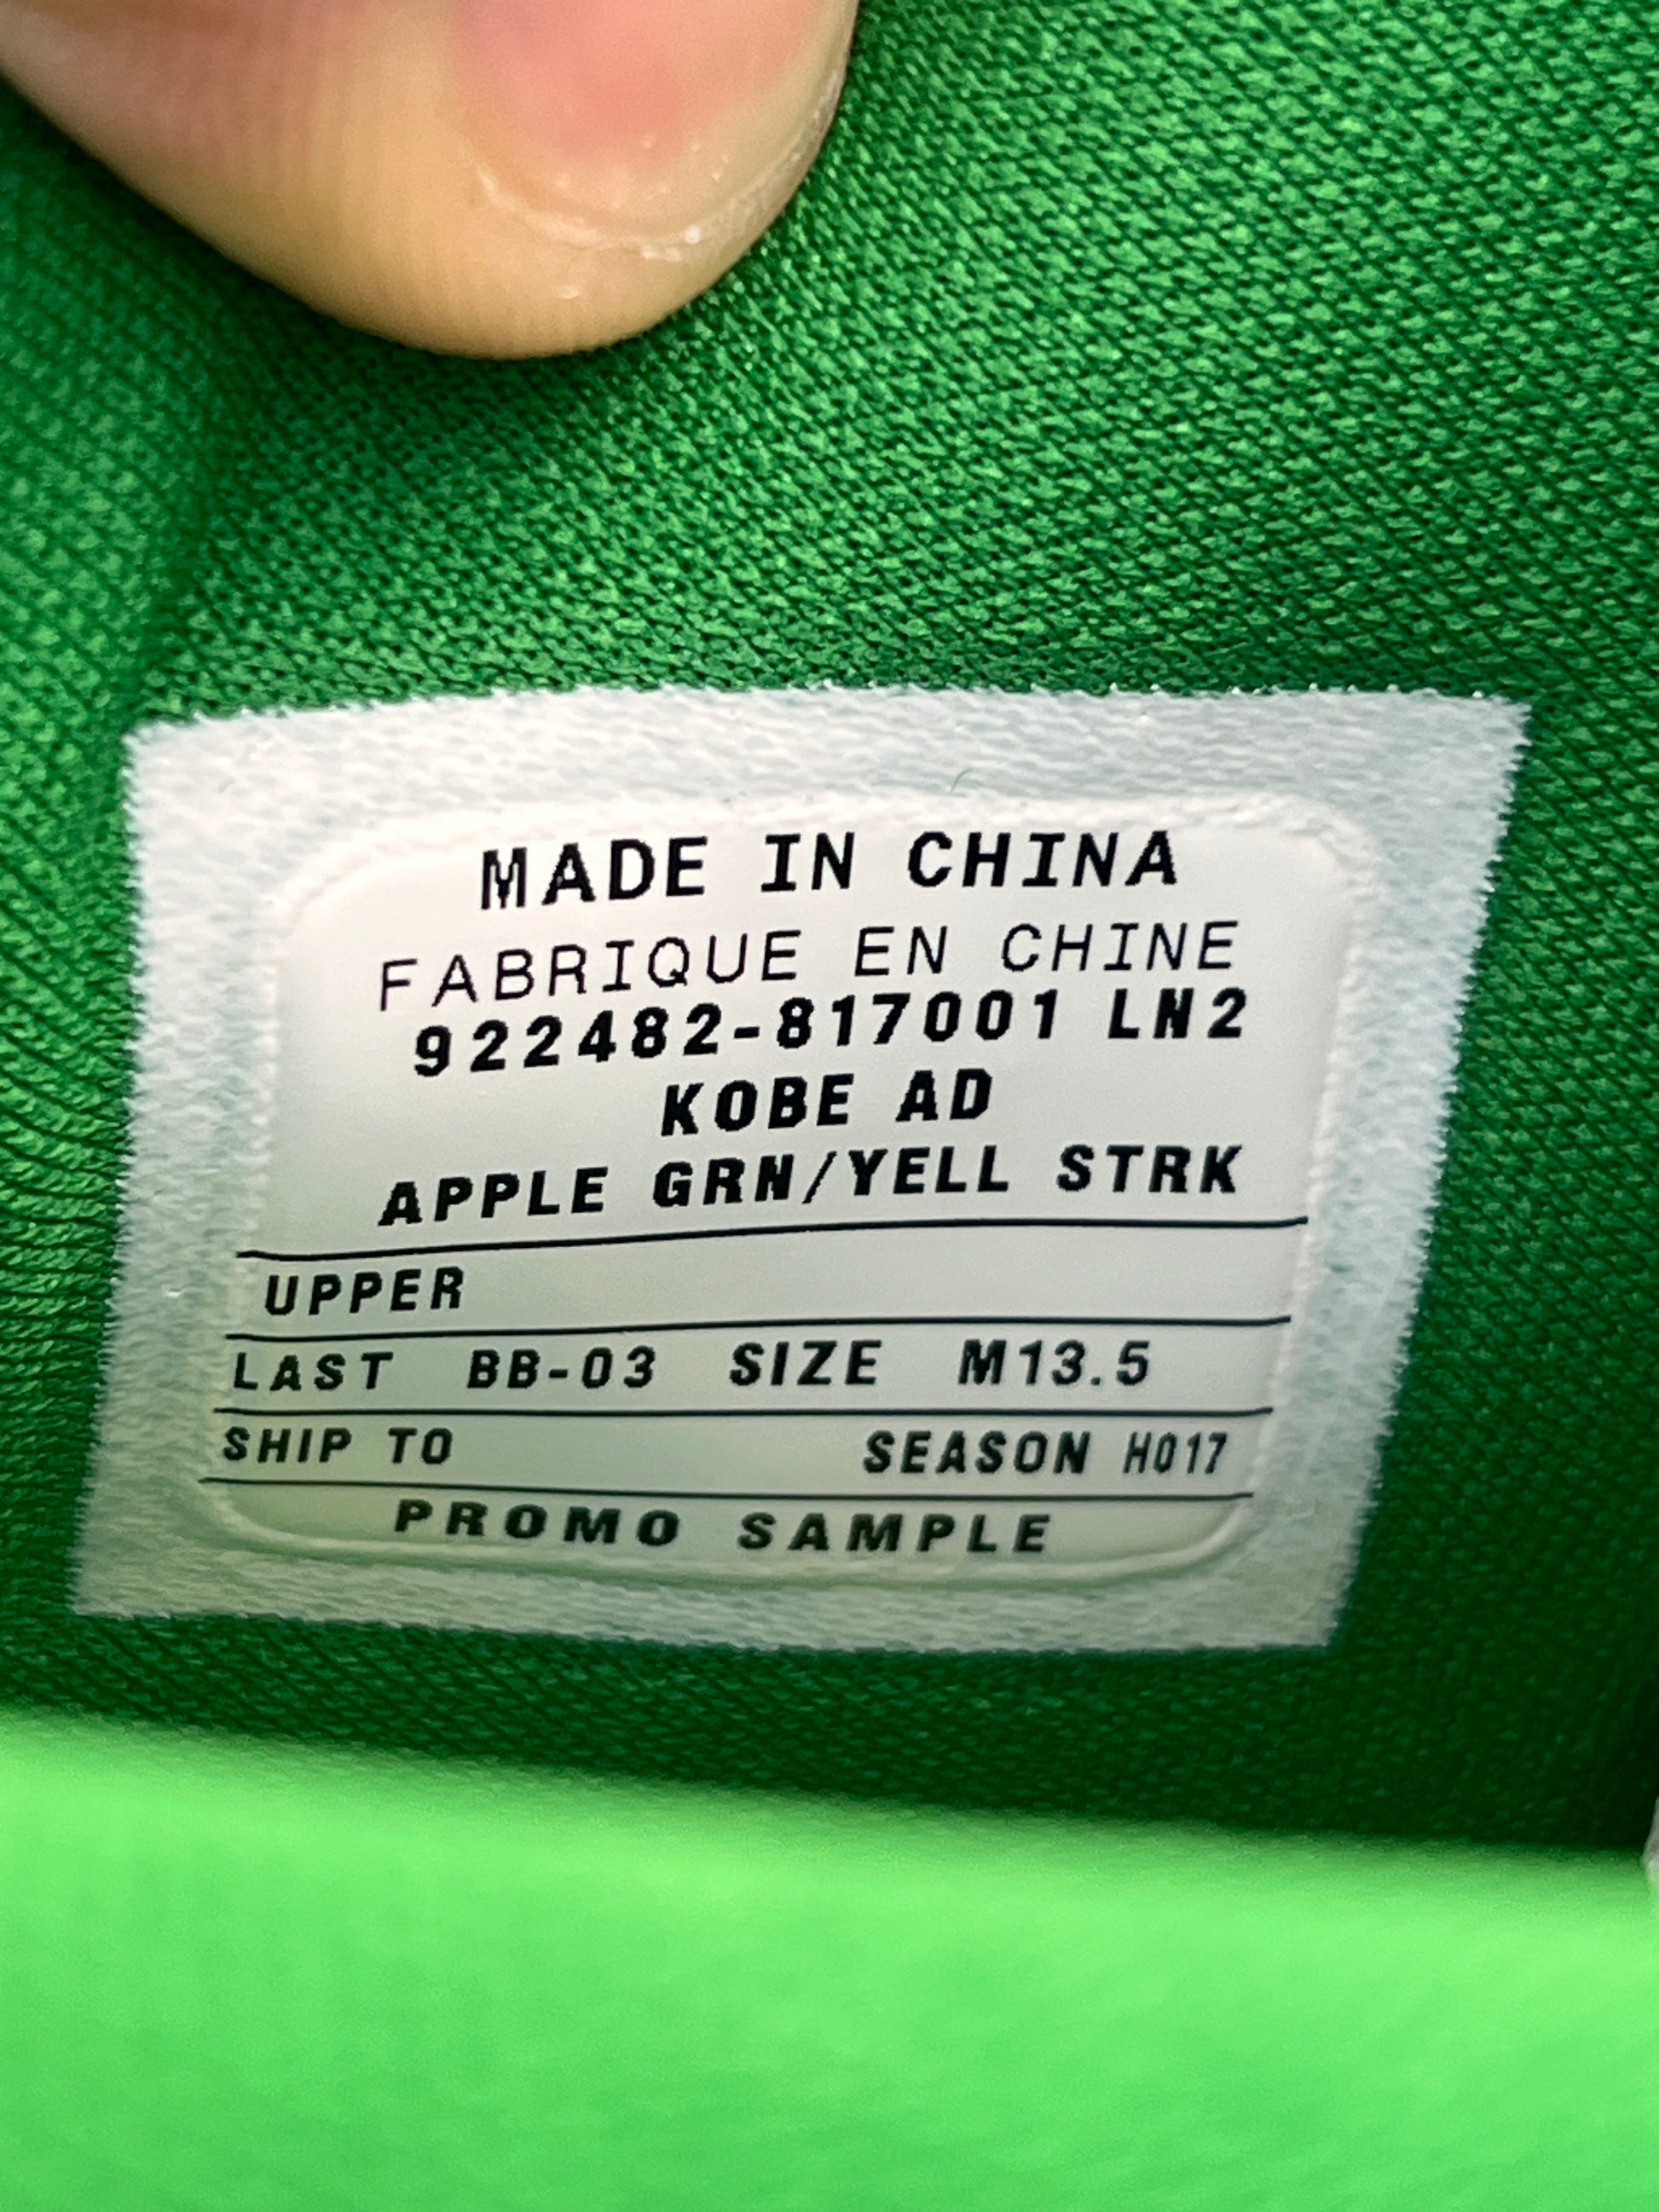 MADE IN CHINA
FABRIQUE EN CHINE
922482-817001 LN2
KOBE AD
APPLE GRN/YELL STRK
UPPER
LAST BB-03 SIZE M13.5
SHIP TO SEASON HO17
PROMO SAMPLE